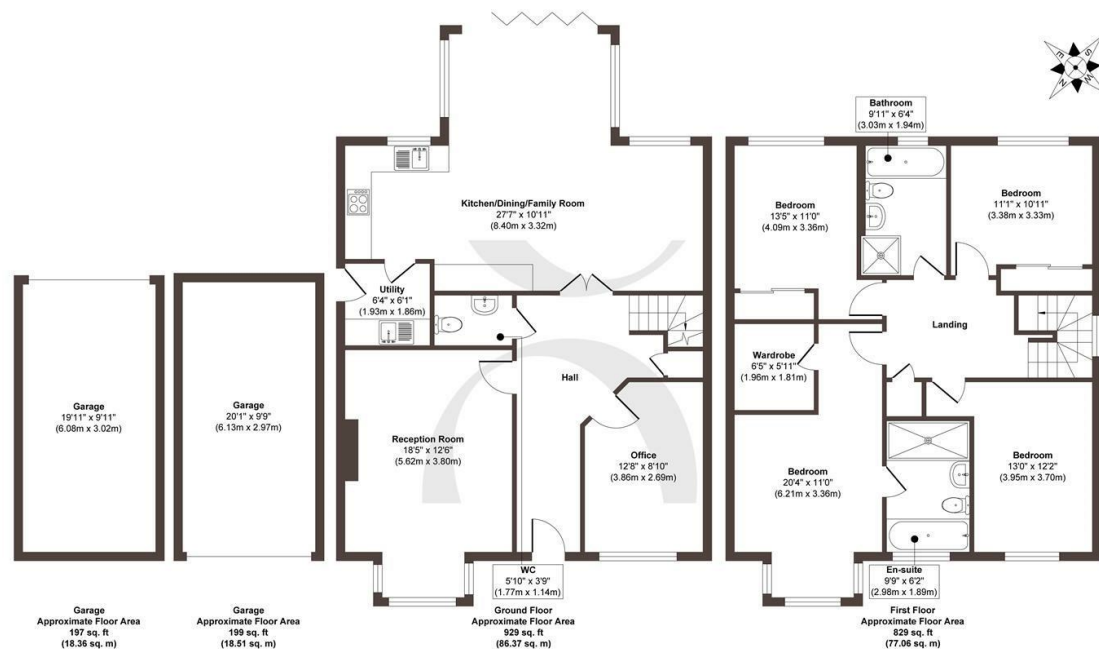 S
W
E
N
Bathroom
9'11" x 6'4"
(3.03m x 1.94m)
Kitchen/Dining/Family Room
27'7" x 10'11"
(8.40m x 3.32m)
Bedroom
13'5" x 11'0"
(4.09m x 3.36m)
Bedroom
11'1" x 10'11"
(3.38m x 3.33m)
Utility
6'4" x 6'1"
(1.93m x 1.86m)
Landing
Hall
Wardrobe
6'5" x 5'11"
(1.96m x 1.81m)
Garage
19'11" x 9'11"
(6.08m x 3.02m)
Garage
20'1" x 9'9"
(6.13m x 2.97m)
Reception Room
18'5" x 12'6"
(5.62m x 3.80m)
Office
12'8" x 8'10"
(3.86m x 2.69m)
Bedroom
20'4" x 11'0"
(6.21m x 3.36m)
Bedroom
13'0" x 12'2"
(3.95m x 3.70m)
WC
5'10" x 3'9"
(1.77m x 1.14m)
En-suite
9'9" x 6'2"
(2.98m x 1.89m)
Garage
Approximate Floor Area
197 sq. ft
(18.36 sq. m)
Garage
Approximate Floor Area
199 sq. ft
(18.51 sq. m)
Ground Floor
Approximate Floor Area
929 sq. ft
(86.37 sq. m)
First Floor
Approximate Floor Area
829 sq. ft
(77.06 sq. m)